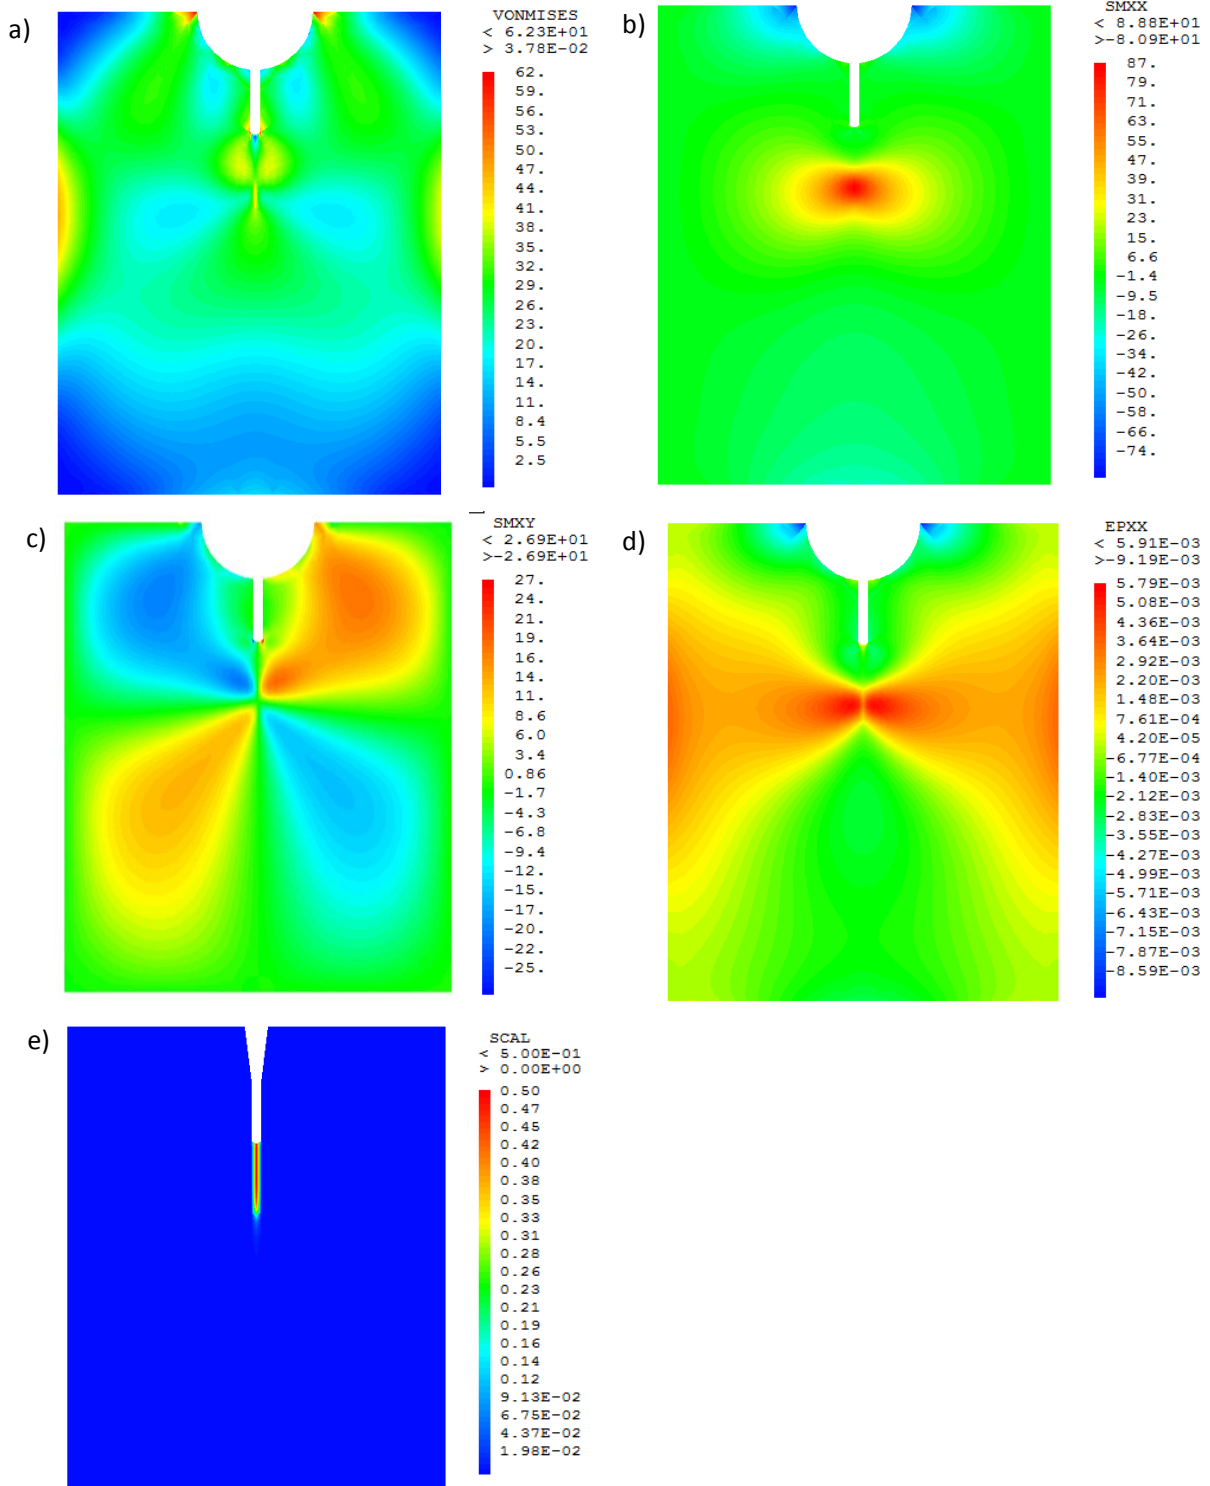 a)
VONMISES
< 6.23E+01
> 3.78E-02
62.
59.
56.
53.
50.
47.
44.
41.
38.
35.
32.
29.
26.
23.
20.
17.
14.
11.
8.4
5.5
2.5
b)
SMXX
< 8.88E+01
>-8.09E+01
87.
79.
71.
63.
55.
47.
39.
31.
23.
15.
6.6
-1.4
-9.5
-18.
-26.
-34.
-42.
-50.
-58.
-66.
-74.
c)
SMXY
< 2.69E+01
>-2.69E+01
27.
24.
21.
19.
16.
14.
11.
8.6
6.0
3.4
0.86
-1.7
-4.3
-6.8
-9.4
-12.
-15.
-17.
-20.
-22.
-25.
d)
EPXX
< 5.91E-03
>-9.19E-03
5.79E-03
5.08E-03
4.36E-03
3.64E-03
2.92E-03
2.20E-03
1.48E-03
7.61E-04
4.20E-05
-6.77E-04
-1.40E-03
-2.12E-03
-2.83E-03
-3.55E-03
-4.27E-03
-4.99E-03
-5.71E-03
-6.43E-03
-7.15E-03
-7.87E-03
-8.59E-03
e)
SCAL
< 5.00E-01
> 0.00E+00
0.50
0.47
0.45
0.42
0.40
0.38
0.35
0.33
0.31
0.28
0.26
0.23
0.21
0.19
0.16
0.14
0.12
9.13E-02
6.75E-02
4.37E-02
1.98E-02